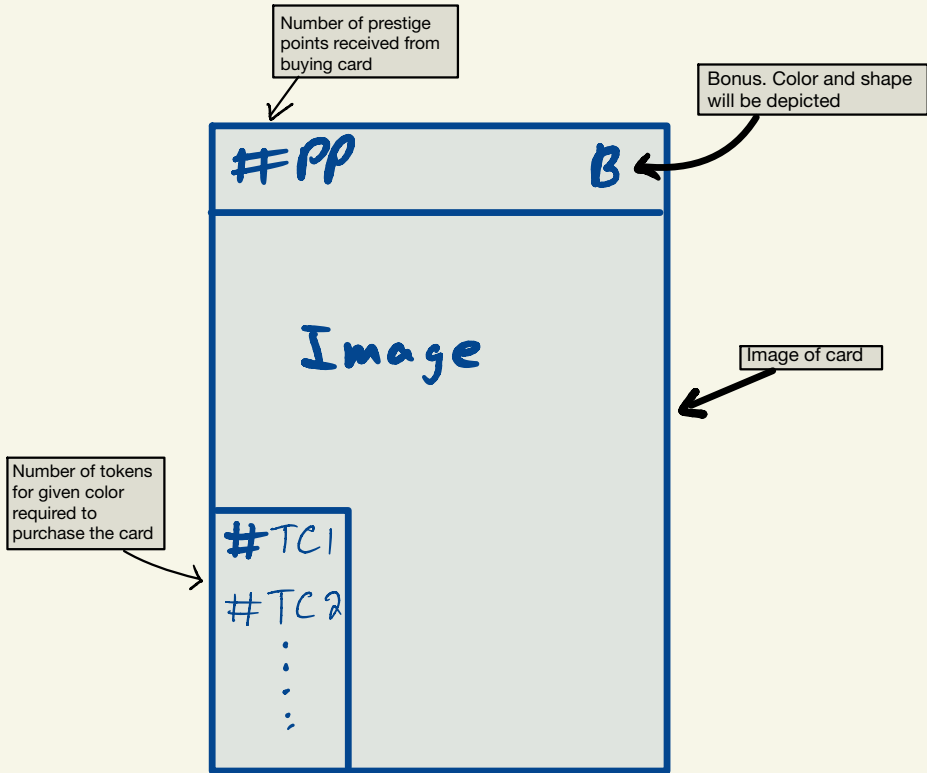 Number of prestige
points received from
buying card
Bonus. Color and shape
will be depicted
#PP
B
Image
Image of card
Number of tokens
for given color
required to
purchase the card
#TC1
#TC2